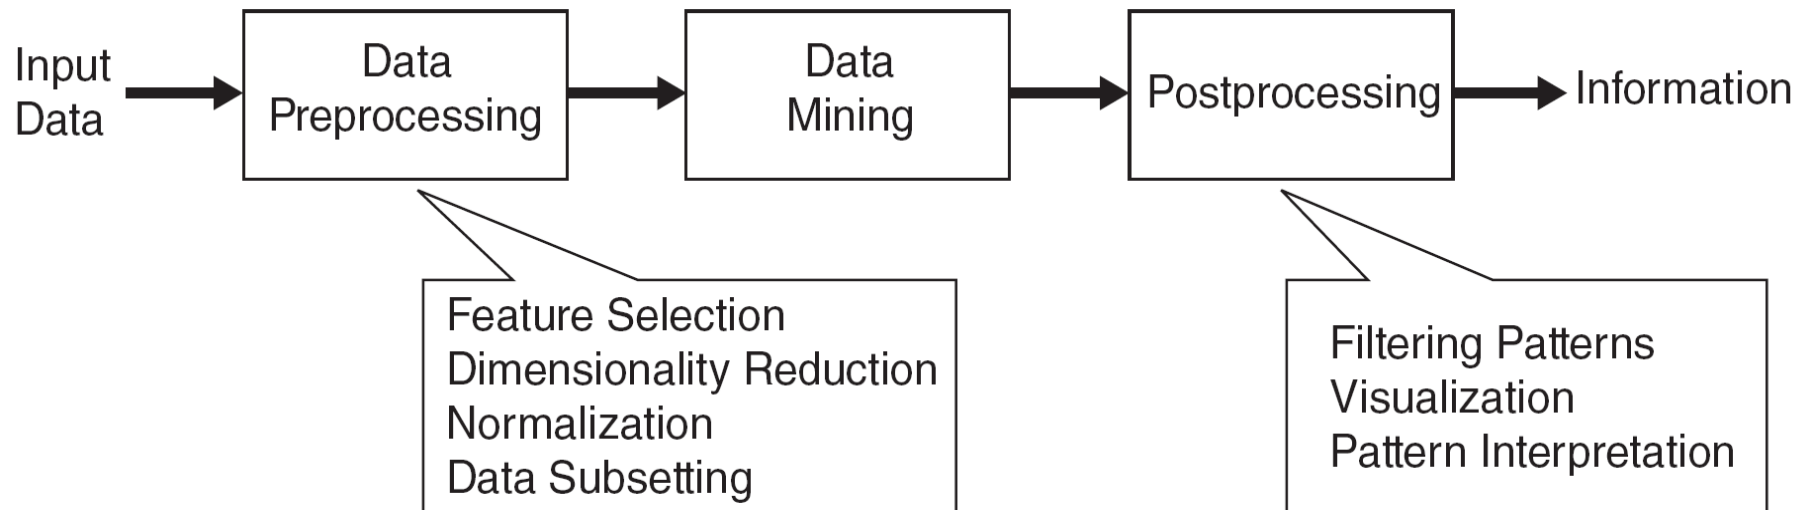 Input
Data
Data
Preprocessing
Data
Mining
Postprocessing
Information
Feature Selection
Dimensionality Reduction
Normalization
Data Subsetting
Filtering Patterns
Visualization
Pattern Interpretation